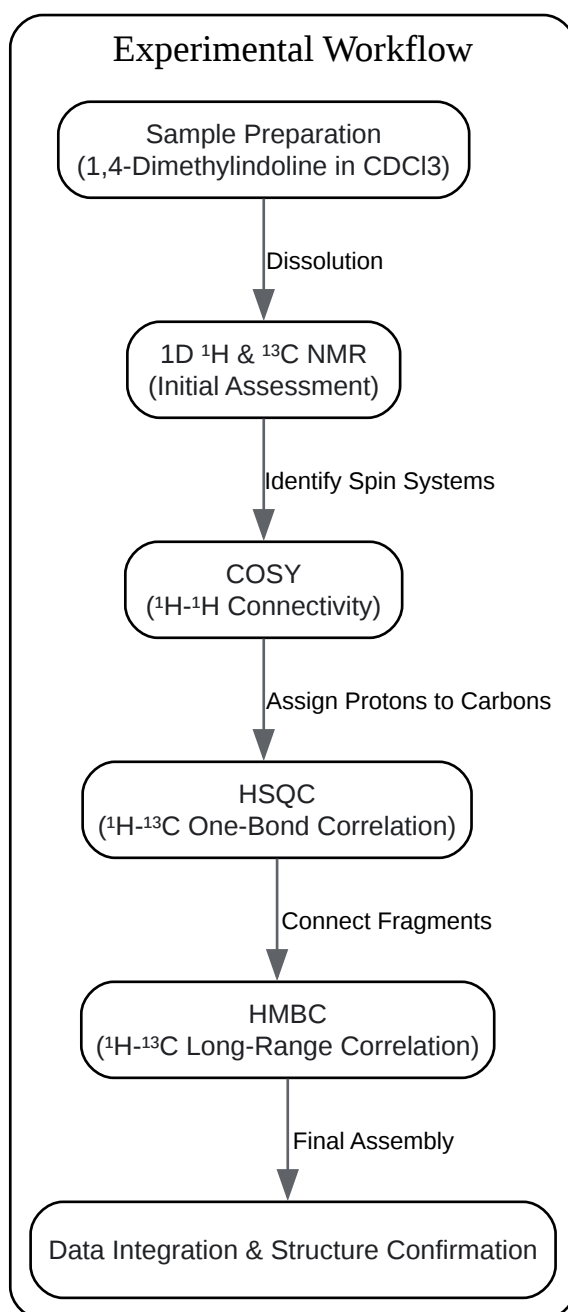 Experimental Workflow
Sample Preparation
(1,4-Dimethylindoline in CDCl3)
Dissolution
1D ¹H & ¹³C NMR
(Initial Assessment)
Identify Spin Systems
COSY
(¹H-¹H Connectivity)
Assign Protons to Carbons
HSQC
(¹H-¹³C One-Bond Correlation)
Connect Fragments
HMBC
(¹H-¹³C Long-Range Correlation)
Final Assembly
Data Integration & Structure Confirmation